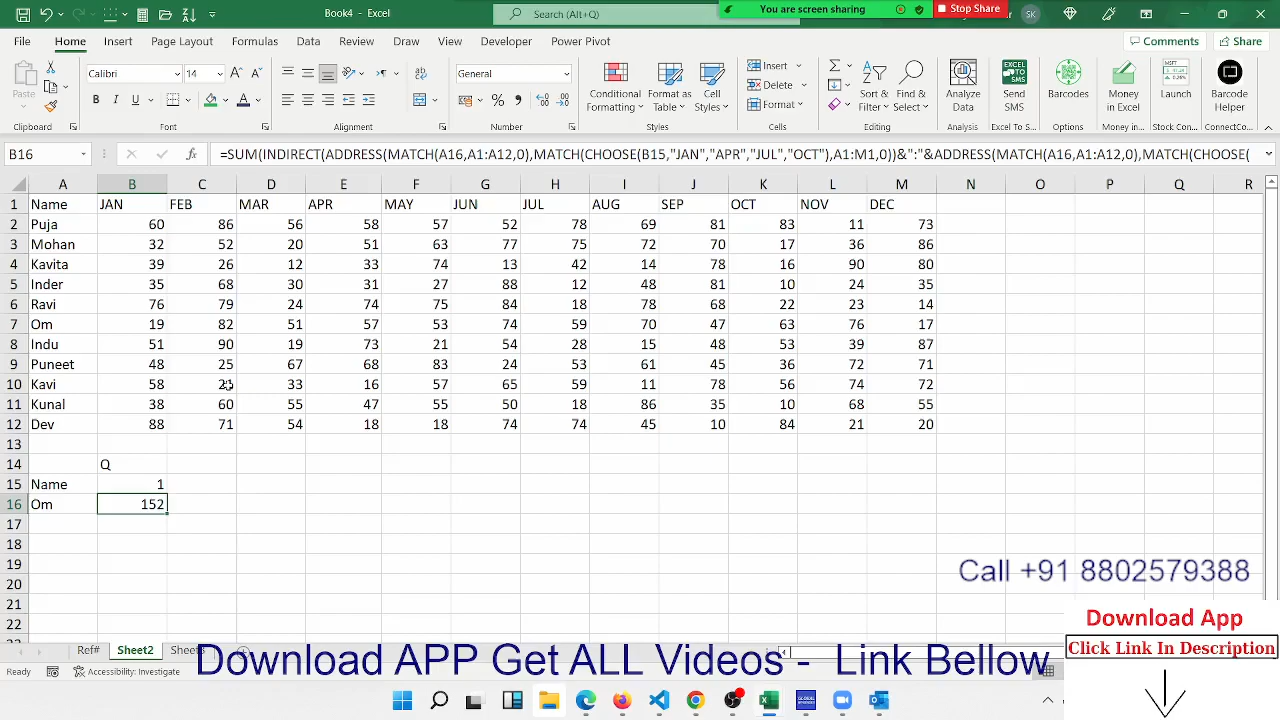 Book4 - Excel
Search (Alt+Q)
You are screen sharing
Stop Share
SK
File Home Insert Page Layout Formulas Data Review Draw View Developer Power Pivot
Comments Share
Paste
Calibri 14
General
Conditional Formatting
Format as Table
Cell Styles
Insert
Delete
Format
Sort & Filter
Find & Select
Analyze Data
Send SMS
Barcodes
Money in Excel
Launch
Barcode Helper
Clipboard Font Alignment Number Styles Cells Editing Analysis Excel To S... Options Money in... Stock Con... ConnectCo...
B16 =SUM(INDIRECT(ADDRESS(MATCH(A16,A1:A12,0),MATCH(CHOOSE(B15,"JAN","APR","JUL","OCT"),A1:M1,0))&":"&ADDRESS(MATCH(A16,A1:A12,0),MATCH(CHOOSE(
A B C D E F G H I J K L M N O P Q R
1 Name JAN FEB MAR APR MAY JUN JUL AUG SEP OCT NOV DEC
2 Puja 60 86 56 58 57 52 78 69 81 83 11 73
3 Mohan 32 52 20 51 63 77 75 72 70 17 36 86
4 Kavita 39 26 12 33 74 13 42 14 78 16 90 80
5 Inder 35 68 30 31 27 88 12 48 81 10 24 35
6 Ravi 76 79 24 74 75 84 18 78 68 22 23 14
7 Om 19 82 51 57 53 74 59 70 47 63 76 17
8 Indu 51 90 19 73 21 54 28 15 48 53 39 87
9 Puneet 48 25 67 68 83 24 53 61 45 36 72 71
10 Kavi 58 33 16 57 65 59 11 78 56 74 72
11 Kunal 38 60 55 47 55 50 18 86 35 10 68 55
12 Dev 88 71 54 18 18 74 74 45 10 84 21 20
13
14 Q
15 Name 1
16 Om 152
17
18
19
20
21
22
Call +91 8802579388
Download App
Click Link In Description
Ref# Sheet2
Download APP Get ALL Videos - Link Bellow
Ready Accessibility: Investigate